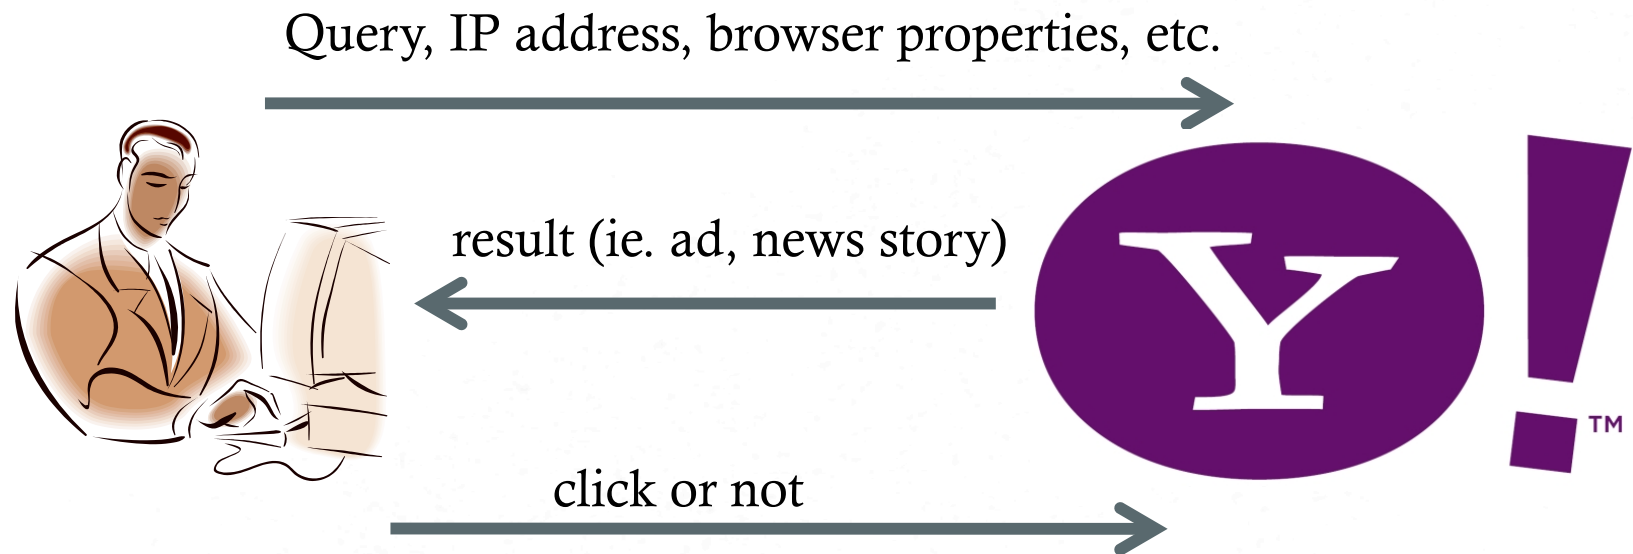 Query, IP address, browser properties, etc.
result (ie. ad, news story)
Y!
TM
click or not